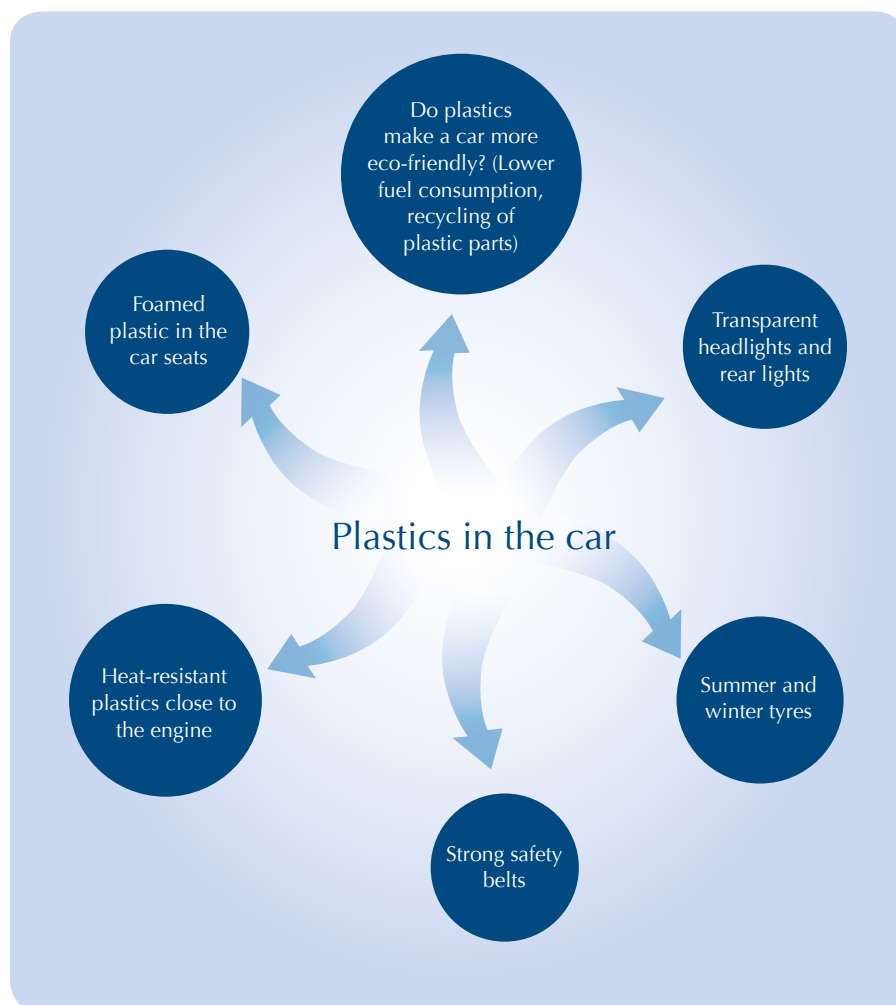 Do plastics
make a car more
eco-friendly? (Lower
fuel consumption,
recycling of
plastic parts)
Foamed
plastic in the
car seats
Transparent
headlights and
rear lights
Plastics in the car
Heat-resistant
plastics close to
the engine
Summer and
winter tyres
Strong safety
belts